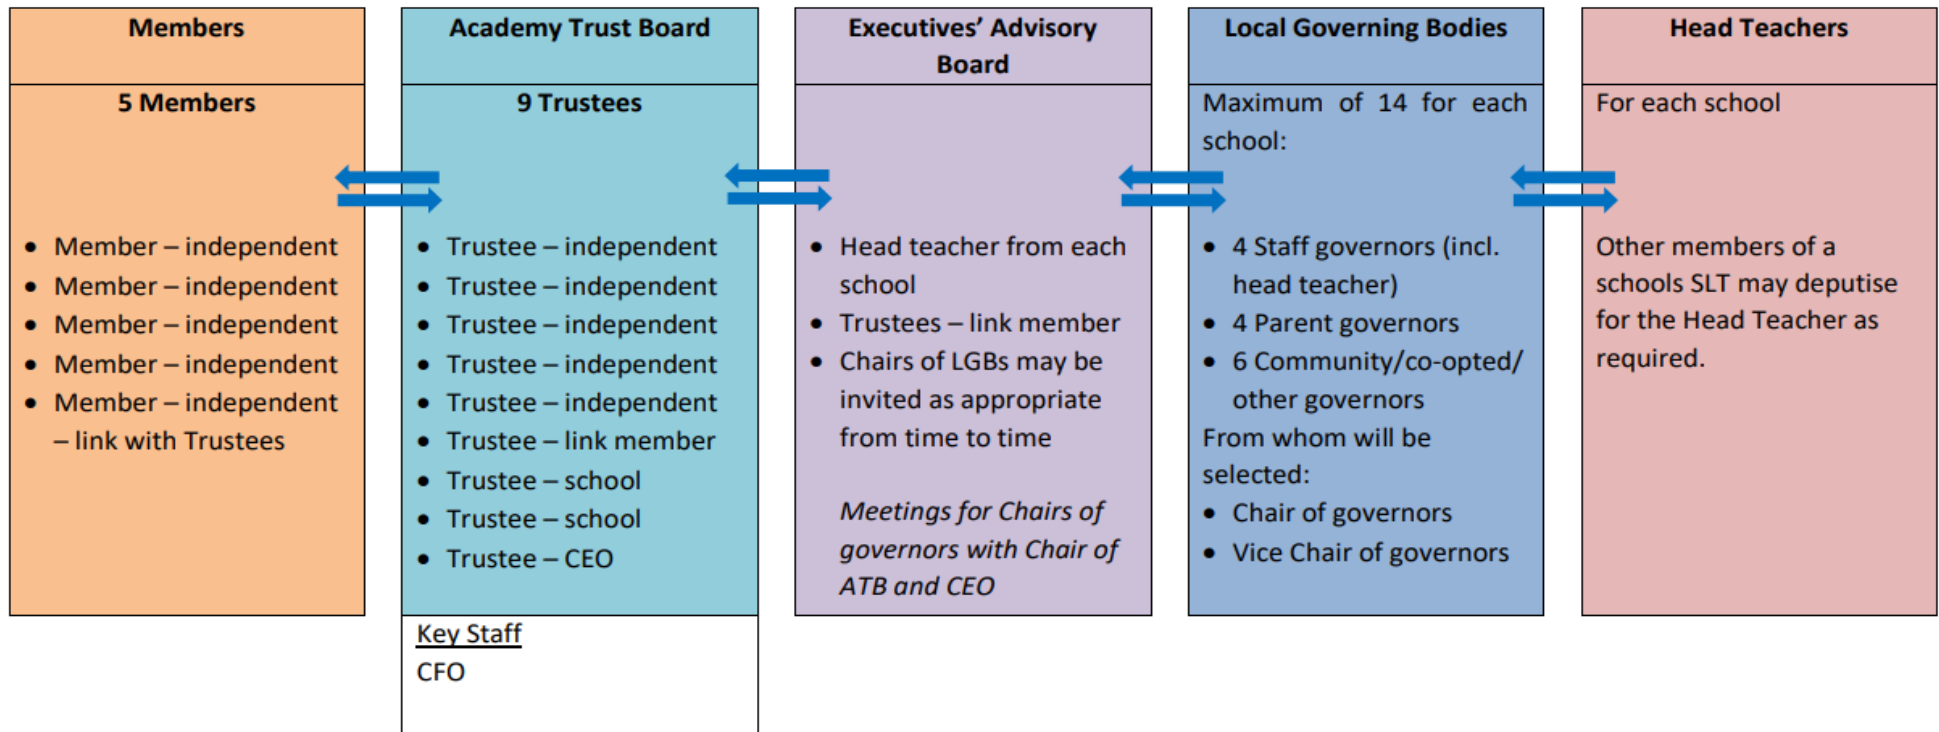 Members
5 Members
• Member – independent
• Member – independent
• Member – independent
• Member – independent
• Member – independent
– link with Trustees
Academy Trust Board
9 Trustees
• Trustee – independent
• Trustee – independent
• Trustee – independent
• Trustee – independent
• Trustee – independent
• Trustee – link member
• Trustee – school
• Trustee – school
• Trustee – CEO
Key Staff
CFO
Executives’ Advisory
Board
• Head teacher from each
school
• Trustees – link member
• Chairs of LGBs may be
invited as appropriate
from time to time
Meetings for Chairs of
governors with Chair of
ATB and CEO
Local Governing Bodies
Maximum of 14 for each
school:
• 4 Staff governors (incl.
head teacher)
• 4 Parent governors
• 6 Community/co-opted/
other governors
From whom will be
selected:
• Chair of governors
• Vice Chair of governors
Head Teachers
For each school
Other members of a
schools SLT may deputise
for the Head Teacher as
required.